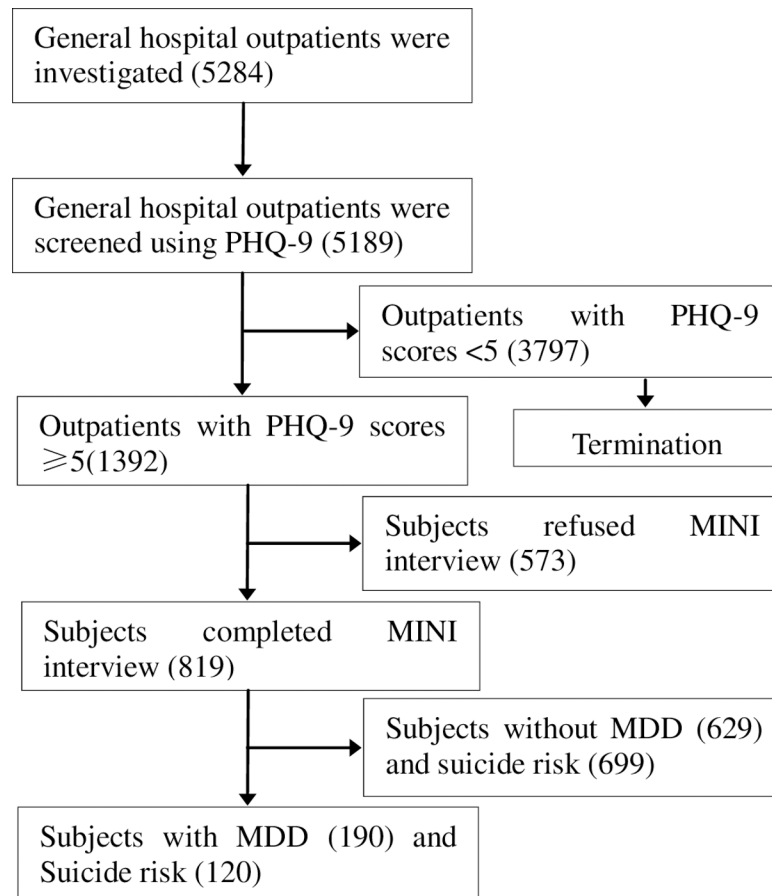 General hospital outpatients were
investigated (5284)
General hospital outpatients were
screened using PHQ-9 (5189)
Outpatients with PHQ-9
scores <5 (3797)
Outpatients with PHQ-9 scores
⩾5(1392)
Termination
Subjects refused MINI
interview (573)
Subjects completed MINI
interview (819)
Subjects without MDD (629)
and suicide risk (699)
Subjects with MDD (190) and
Suicide risk (120)